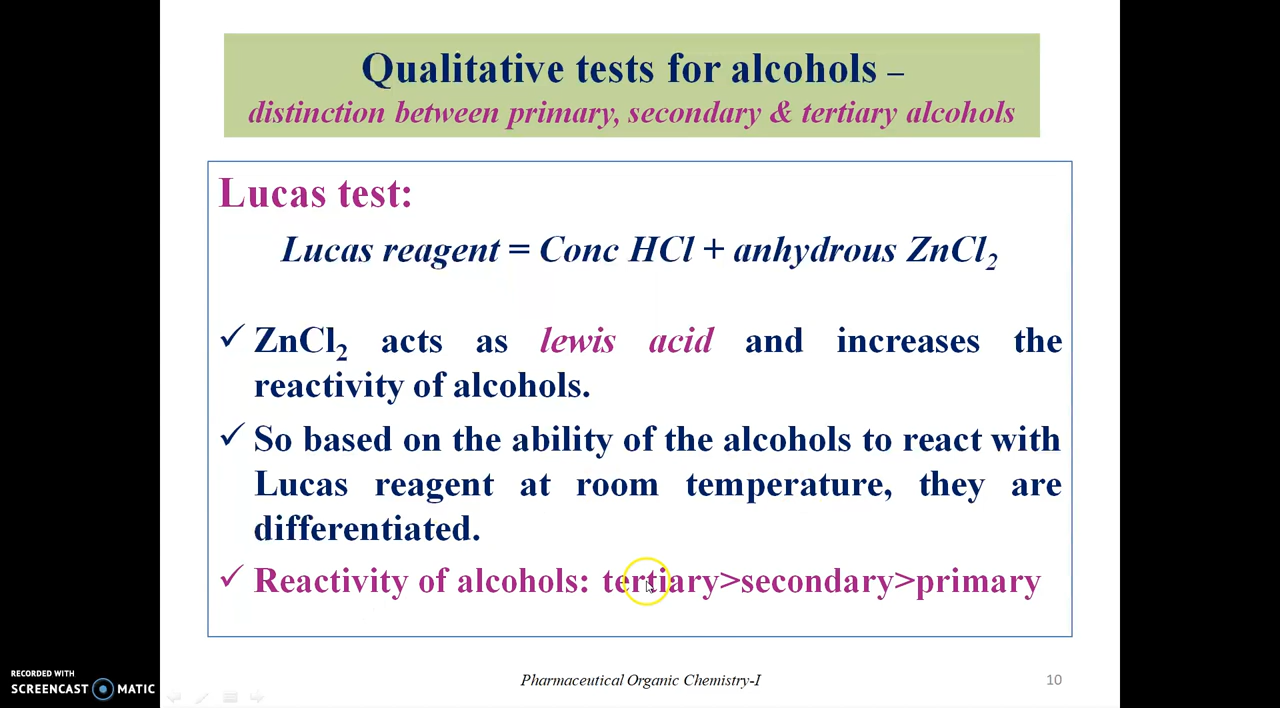 Qualitative tests for alcohols –
distinction between primary, secondary & tertiary alcohols
Lucas test:
Lucas reagent = Conc HCl + anhydrous ZnCl₂
✓ ZnCl₂ acts as lewis acid and increases the
reactivity of alcohols.
✓ So based on the ability of the alcohols to react with
Lucas reagent at room temperature, they are
differentiated.
✓ Reactivity of alcohols: tertiary>secondary>primary
RECORDED WITH
SCREENCAST MATIC
Pharmaceutical Organic Chemistry-I
10